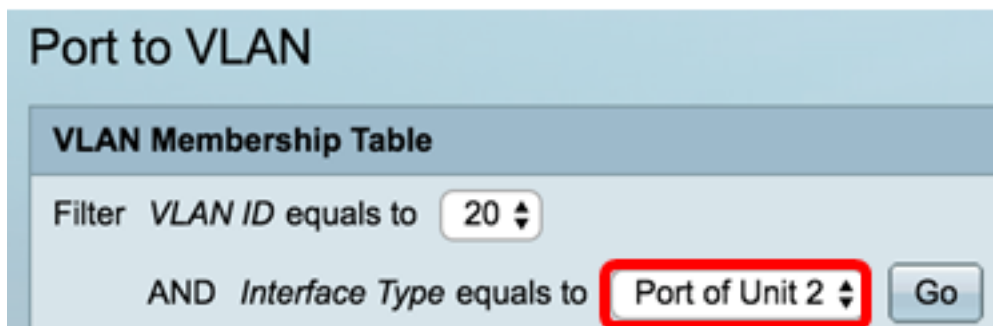 Port to VLAN
VLAN Membership Table
Filter VLAN ID equals to 20
AND Interface Type equals to Port of Unit 2 Go